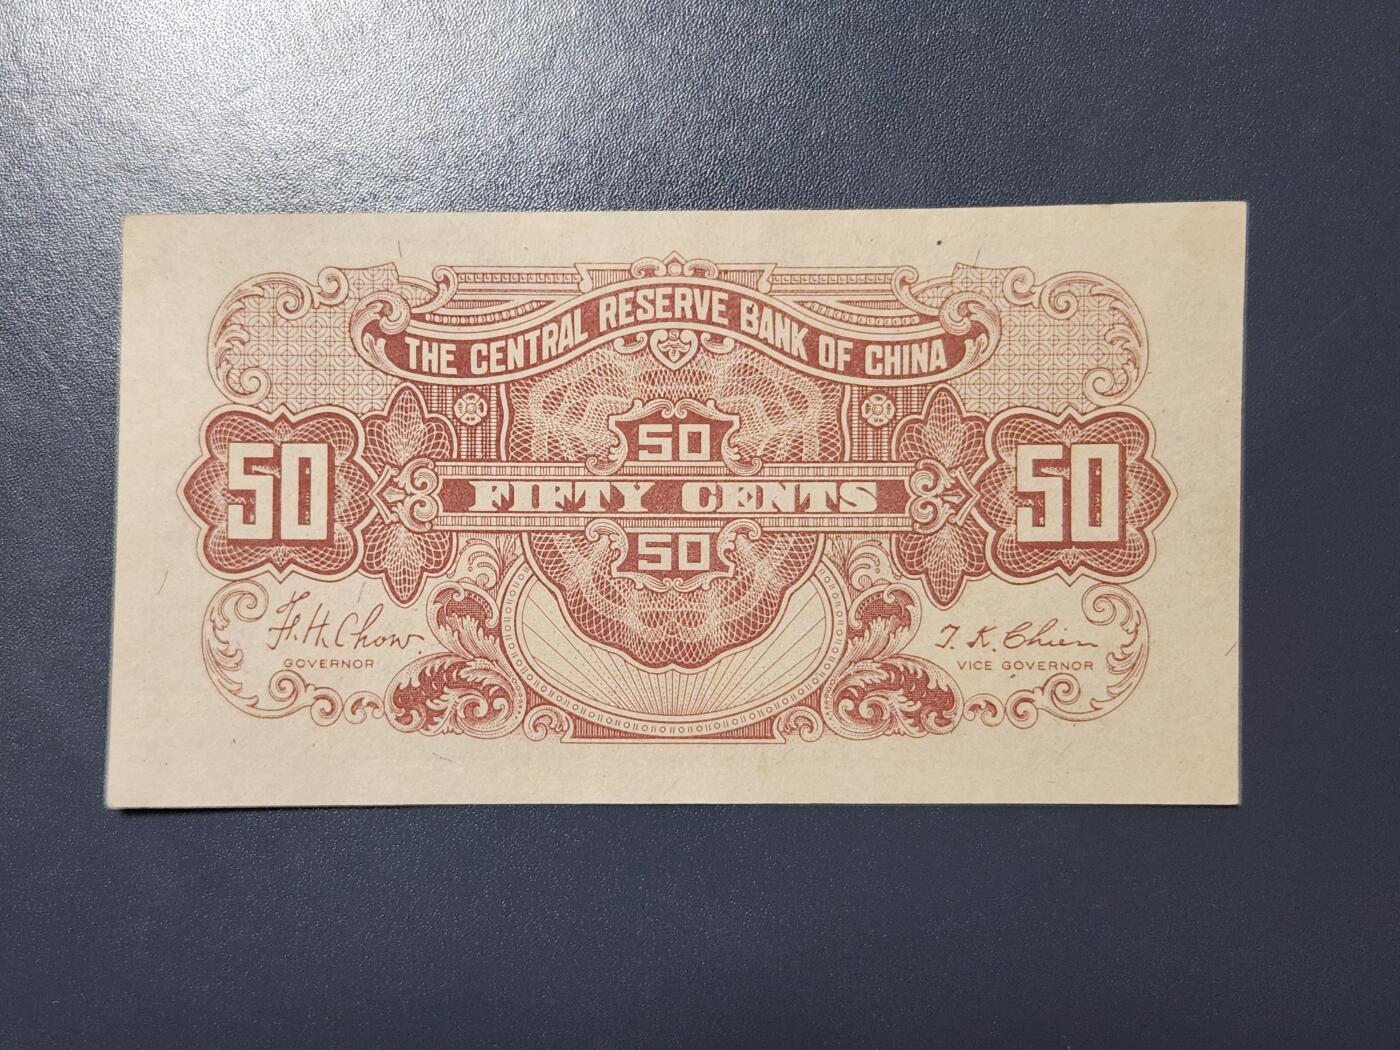 THE CENTRAL RESERVE BANK OF CHINA
50
50 FIFTY CENTS 50
50
F. H. Chow. T. K. Chien
GOVERNOR VICE GOVERNOR